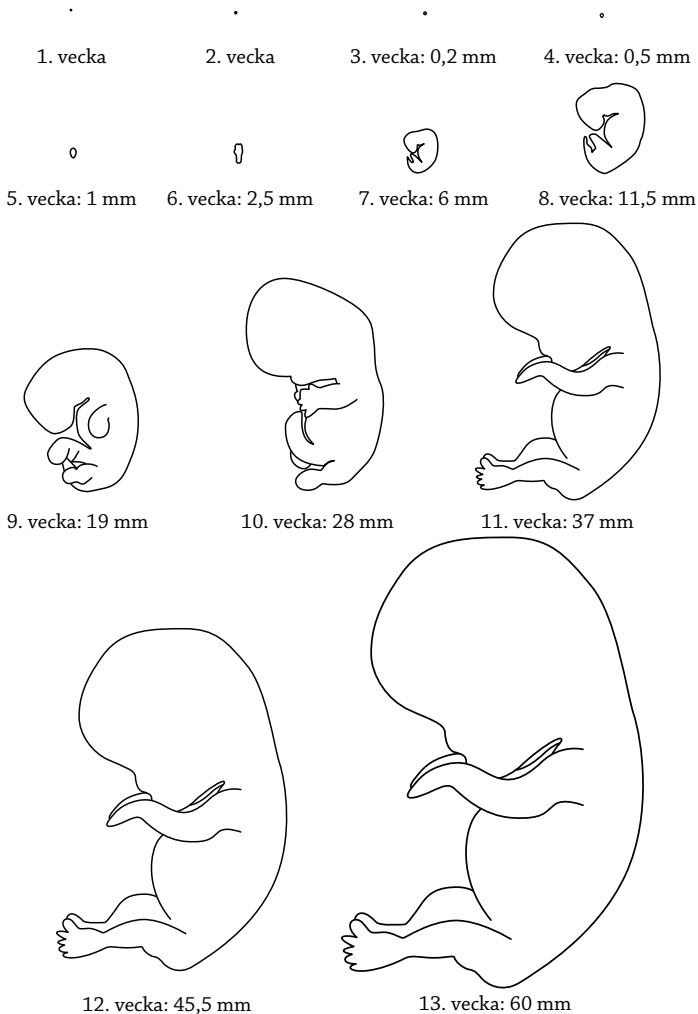 1. vecka
2. vecka
3. vecka: 0,2 mm
4. vecka: 0,5 mm
5. vecka: 1 mm
6. vecka: 2,5 mm
7. vecka: 6 mm
8. vecka: 11,5 mm
9. vecka: 19 mm
10. vecka: 28 mm
11. vecka: 37 mm
12. vecka: 45,5 mm
13. vecka: 60 mm